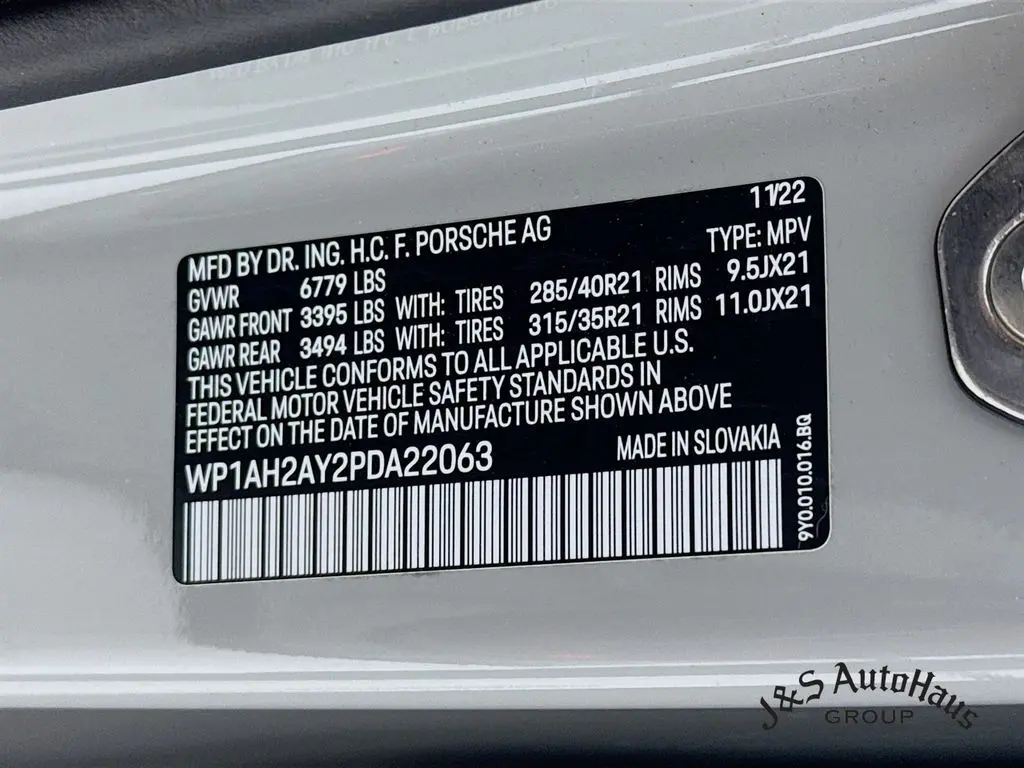 11/22
MFD BY DR. ING. H.C. F. PORSCHE AG
TYPE: MPV
GVWR 6779 LBS
GAWR FRONT 3395 LBS WITH: TIRES 285/40R21 RIMS 9.5JX21
GAWR REAR 3494 LBS WITH: TIRES 315/35R21 RIMS 11.0JX21
THIS VEHICLE CONFORMS TO ALL APPLICABLE U.S.
FEDERAL MOTOR VEHICLE SAFETY STANDARDS IN
EFFECT ON THE DATE OF MANUFACTURE SHOWN ABOVE
WP1AH2AY2PDA22063 MADE IN SLOVAKIA
9Y0.010.016.BQ
J&S AutoHaus
GROUP